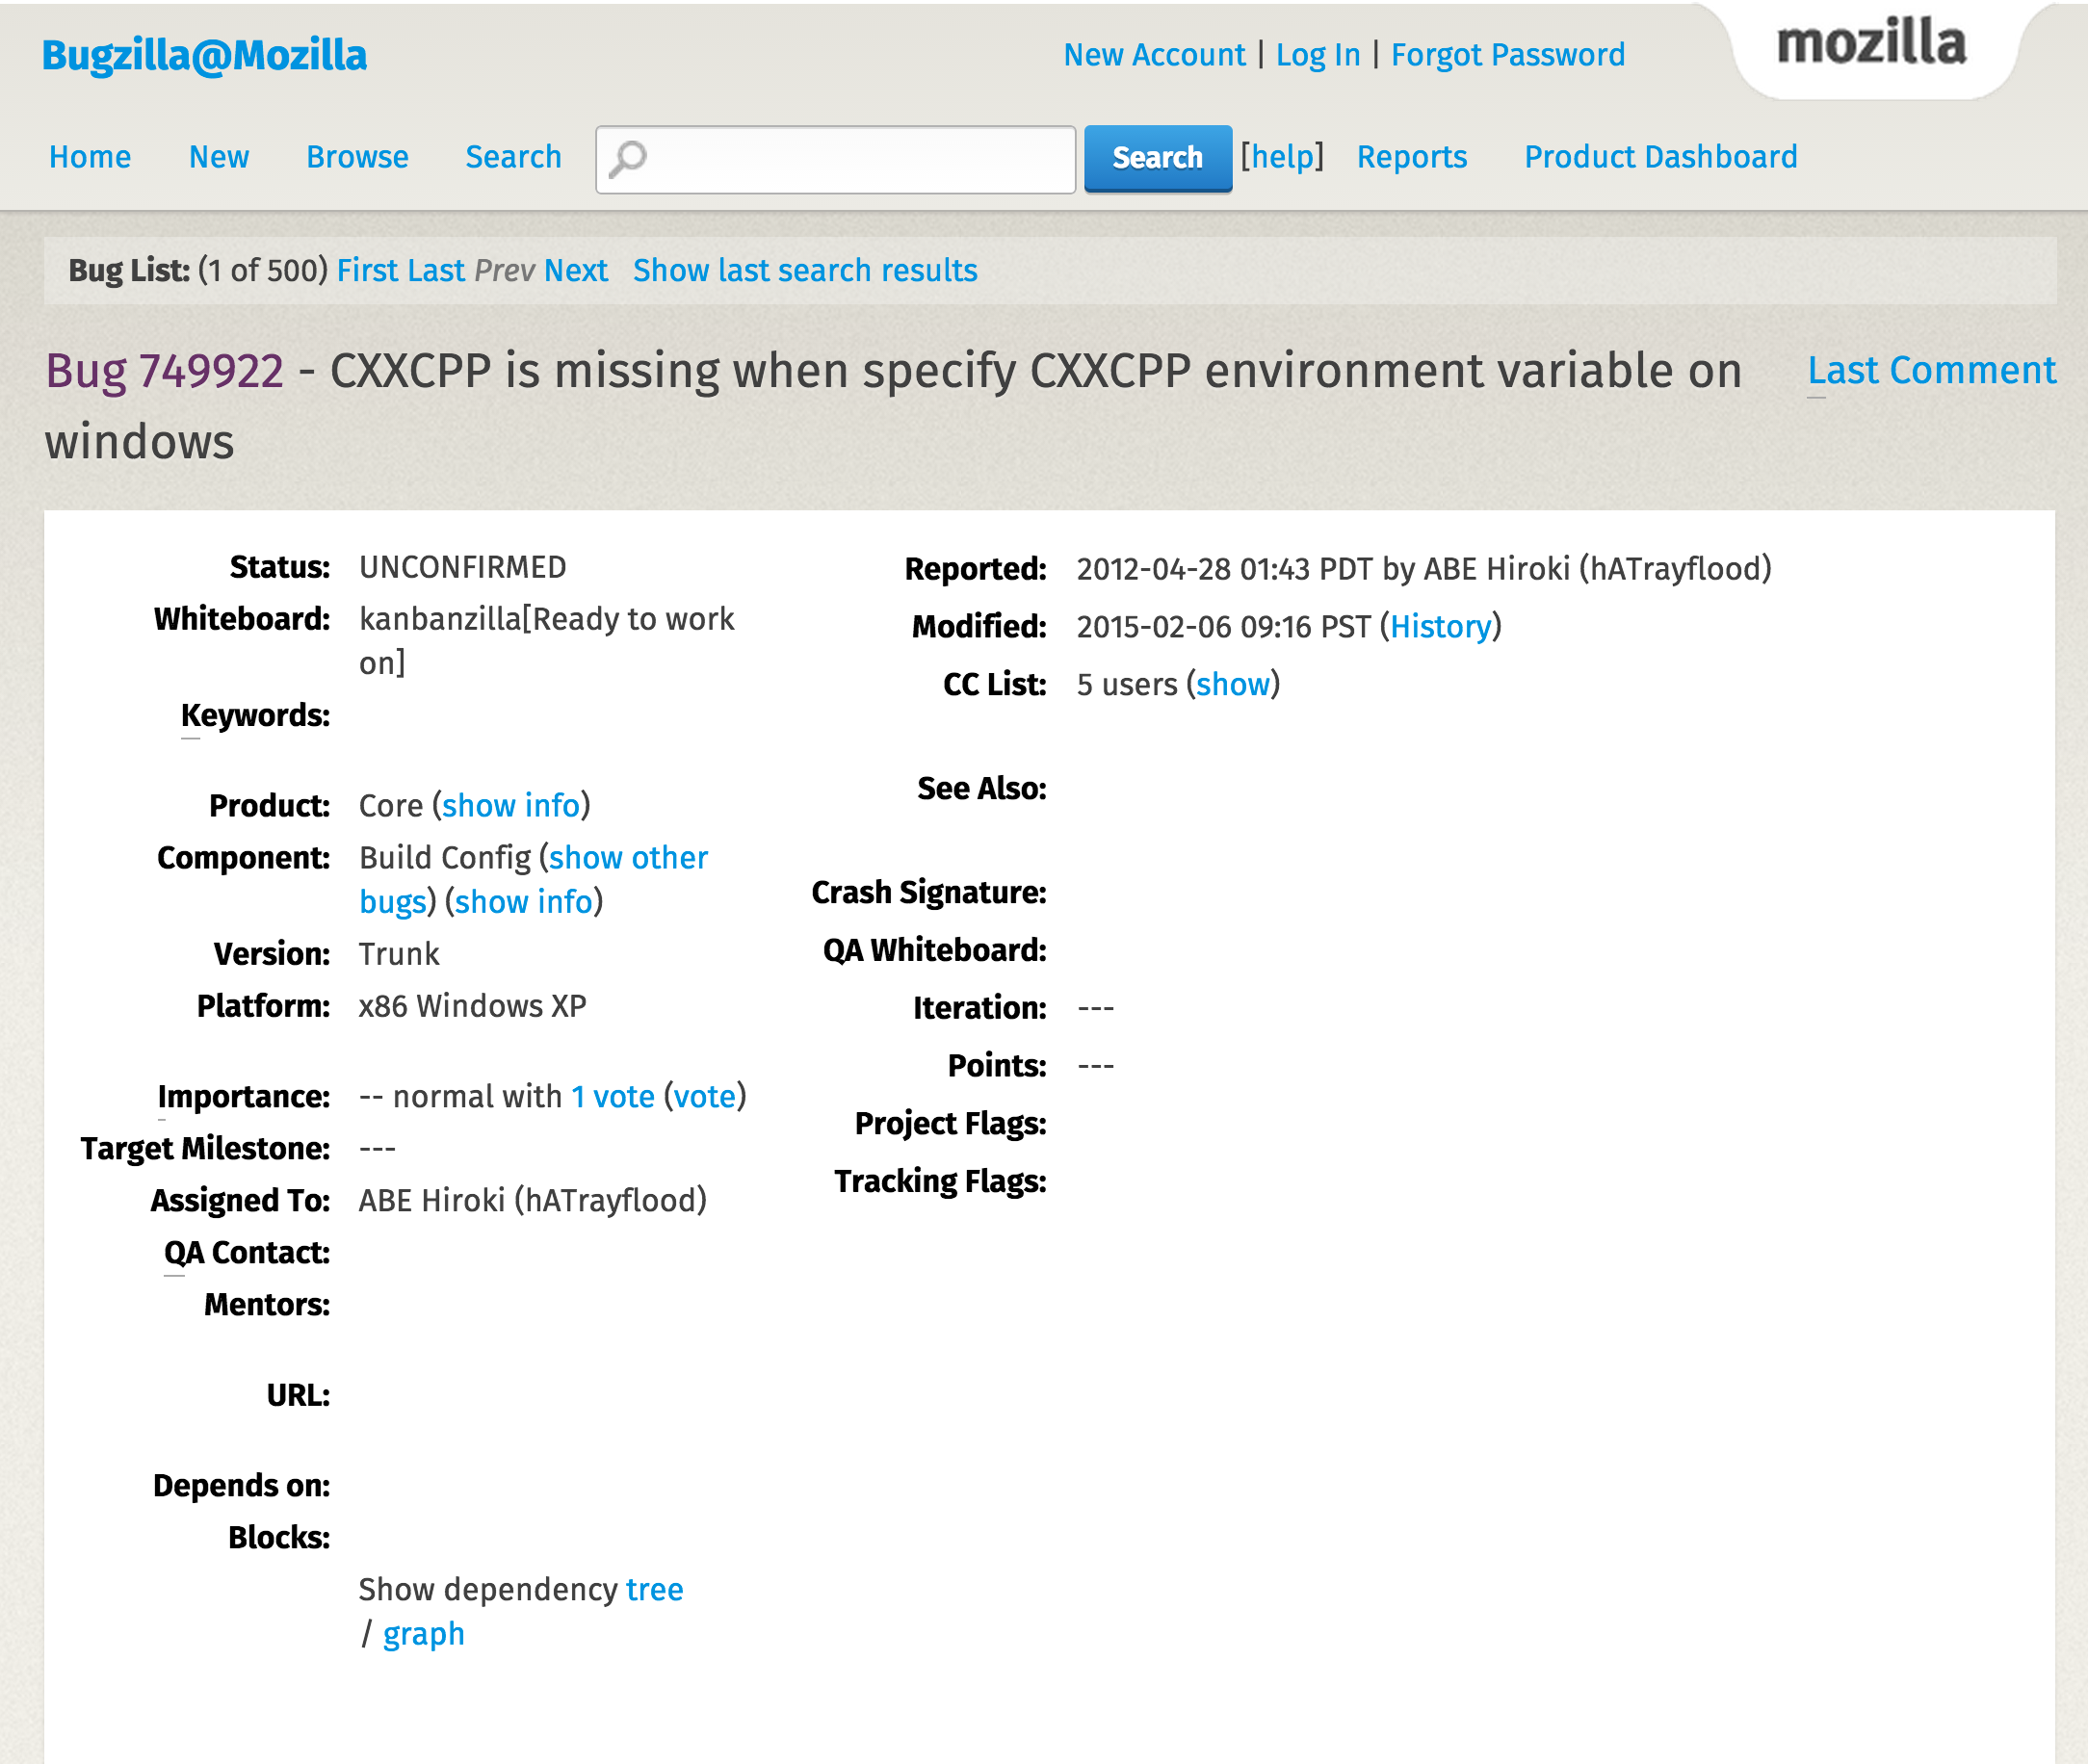 Bugzilla@Mozilla
New Account | Log In | Forgot Password
mozilla
Home New Browse Search Search [help] Reports Product Dashboard
Bug List: (1 of 500) First Last Prev Next Show last search results
Bug 749922 - CXXCPP is missing when specify CXXCPP environment variable on
windows
Last Comment
Status: UNCONFIRMED
Whiteboard: kanbanzilla[Ready to work
on]
Keywords:
Product: Core (show info)
Component: Build Config (show other
bugs) (show info)
Version: Trunk
Platform: x86 Windows XP
Importance: -- normal with 1 vote (vote)
Target Milestone: ---
Assigned To: ABE Hiroki (hATrayflood)
QA Contact:
Mentors:
URL:
Depends on:
Blocks:
Show dependency tree
/ graph
Reported: 2012-04-28 01:43 PDT by ABE Hiroki (hATrayflood)
Modified: 2015-02-06 09:16 PST (History)
CC List: 5 users (show)
See Also:
Crash Signature:
QA Whiteboard:
Iteration: ---
Points: ---
Project Flags:
Tracking Flags: